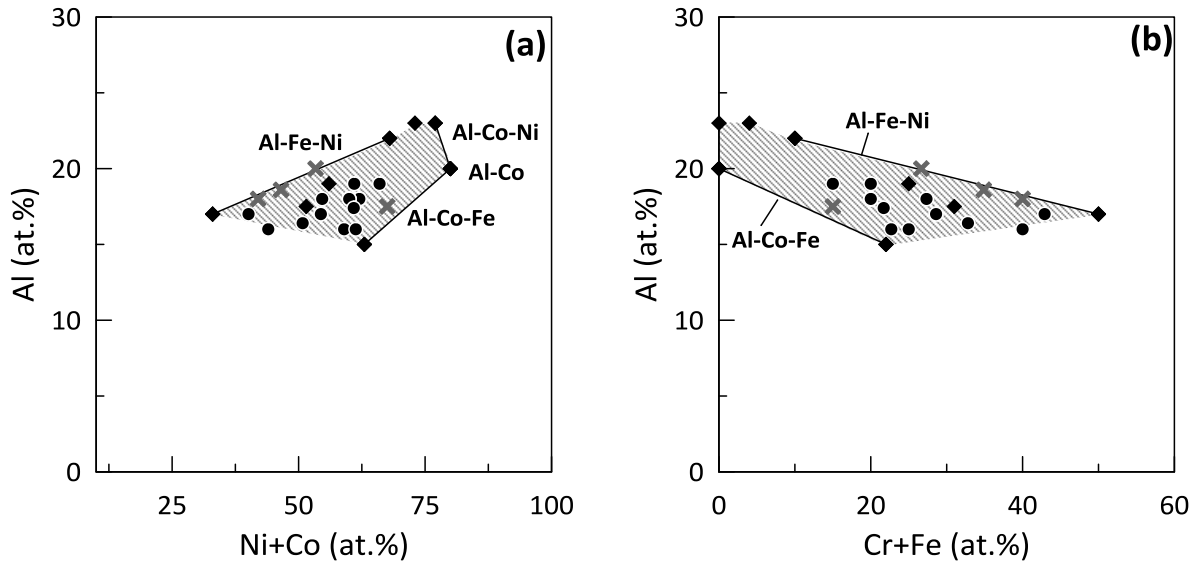 30
20
10
0
Al (at.%)
(a)
Al-Fe-Ni
Al-Co-Ni
Al-Co
Al-Co-Fe
25
50
75
100
Ni+Co (at.%)
30
20
10
0
Al (at.%)
(b)
Al-Fe-Ni
Al-Co-Fe
0
20
40
60
Cr+Fe (at.%)